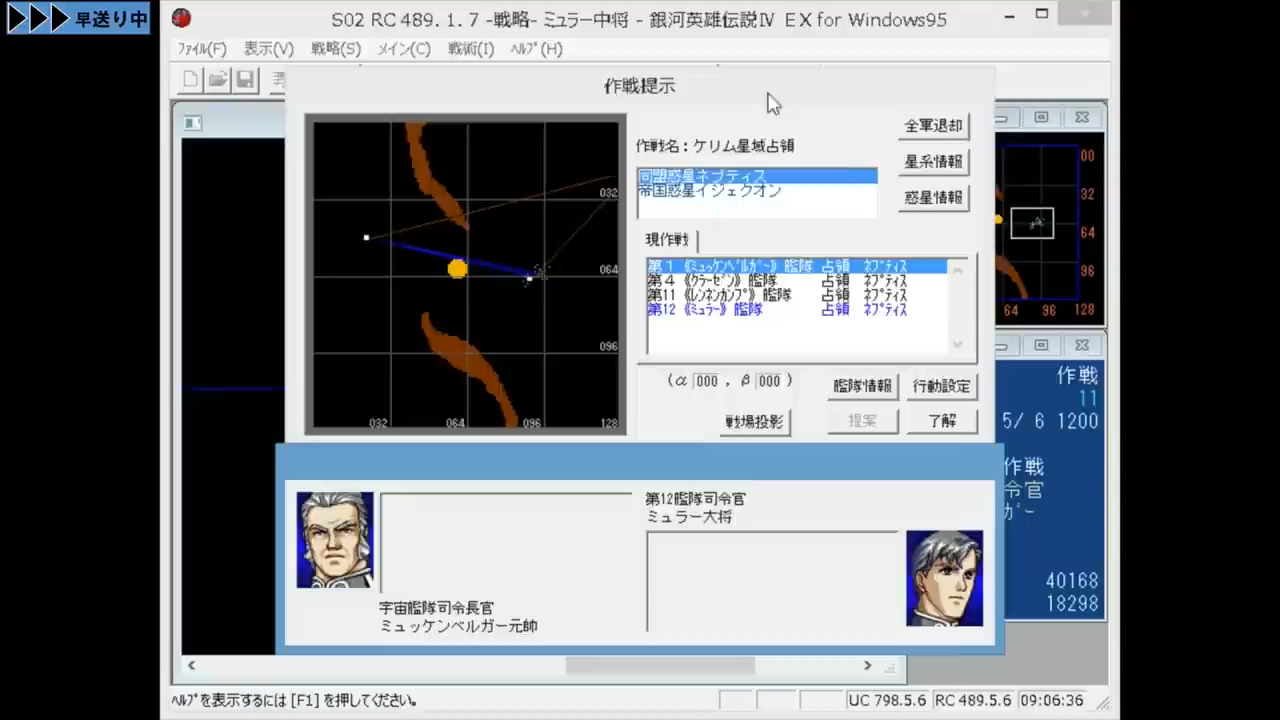 早送り中
S02 RC 489. 1. 7 -戦略- ミュラー中将 - 銀河英雄伝説Ⅳ EX for Windows95
ﾌｧｲﾙ(F) 表示(V) 戦略(S) メイン(C) 戦術(I) ﾍﾙﾌﾟ(H)
作戦提示
作戦名：ケリム星域占領
全軍退却
星系情報
惑星情報
同盟惑星ネプティス
帝国惑星イジェクオン
現作戦
第１《ﾐｭｯｹﾝﾍﾞﾙｶﾞｰ》艦隊 占領 ﾈﾌﾟﾃｨｽ
第４《ｸﾗｰｾﾞﾝ》艦隊 占領 ﾈﾌﾟﾃｨｽ
第11《ﾚﾝﾈﾝｶﾝﾌﾟ》艦隊 占領 ﾈﾌﾟﾃｨｽ
第12《ﾐｭﾗｰ》艦隊 占領 ﾈﾌﾟﾃｨｽ
032
064
096
032 064 096 128
(α 000 , β 000 )
艦隊情報 行動設定
戦場投影 提案 了解
00
32
64
96
64 96 128
作戦
11
5/ 6 1200
作戦
令官
ｶﾞｰ
40168
18298
第12艦隊司令官
ミュラー大将
宇宙艦隊司令長官
ミュッケンベルガー元帥
ﾍﾙﾌﾟを表示するには [F1] を押してください。
UC 798.5.6 RC 489.5.6 09:06:36